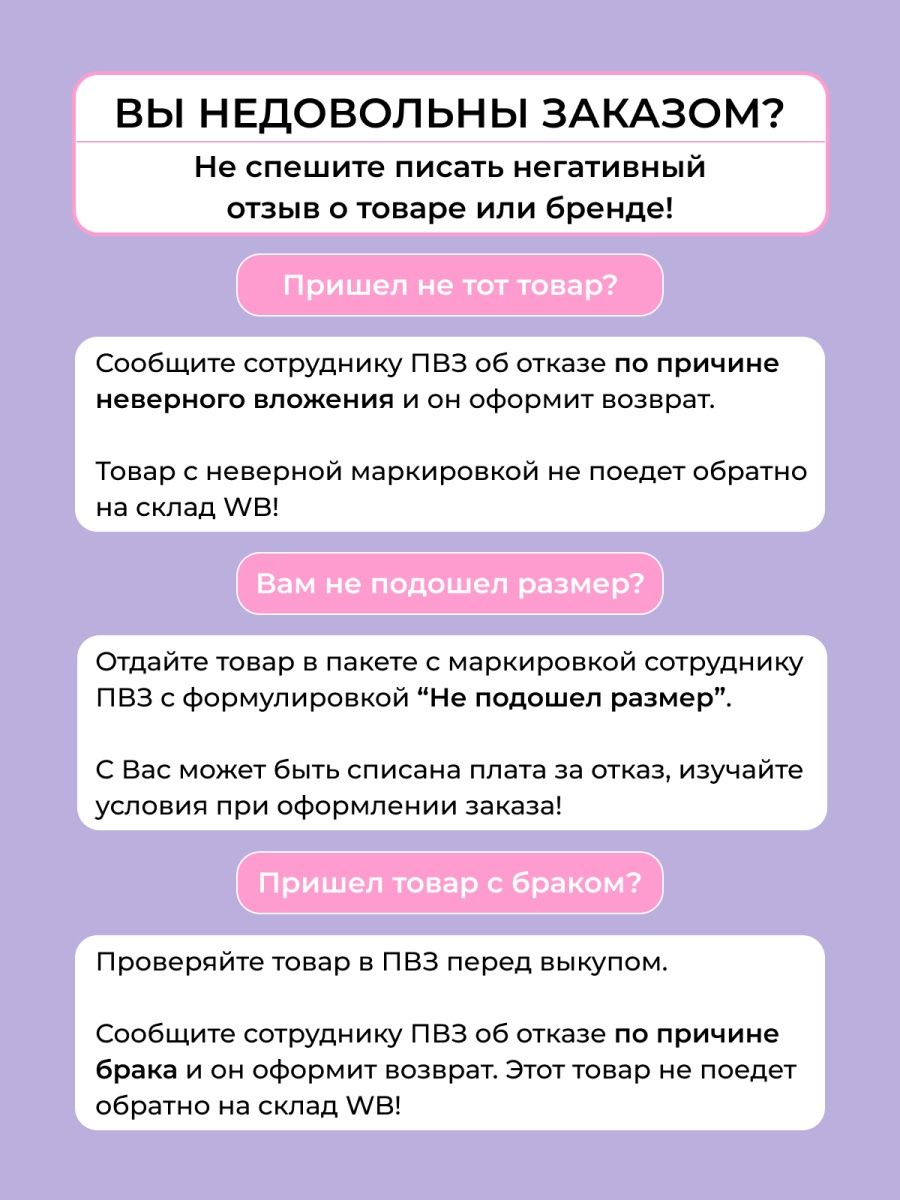 ВЫ НЕДОВОЛЬНЫ ЗАКАЗОМ?
Не спешите писать негативный
отзыв о товаре или бренде!
Пришел не тот товар?
Сообщите сотруднику ПВЗ об отказе по причине
неверного вложения и он оформит возврат.
Товар с неверной маркировкой не поедет обратно
на склад WB!
Вам не подошел размер?
Отдайте товар в пакете с маркировкой сотруднику
ПВЗ с формулировкой “Не подошел размер”.
С Вас может быть списана плата за отказ, изучайте
условия при оформлении заказа!
Пришел товар с браком?
Проверяйте товар в ПВЗ перед выкупом.
Сообщите сотруднику ПВЗ об отказе по причине
брака и он оформит возврат. Этот товар не поедет
обратно на склад WB!